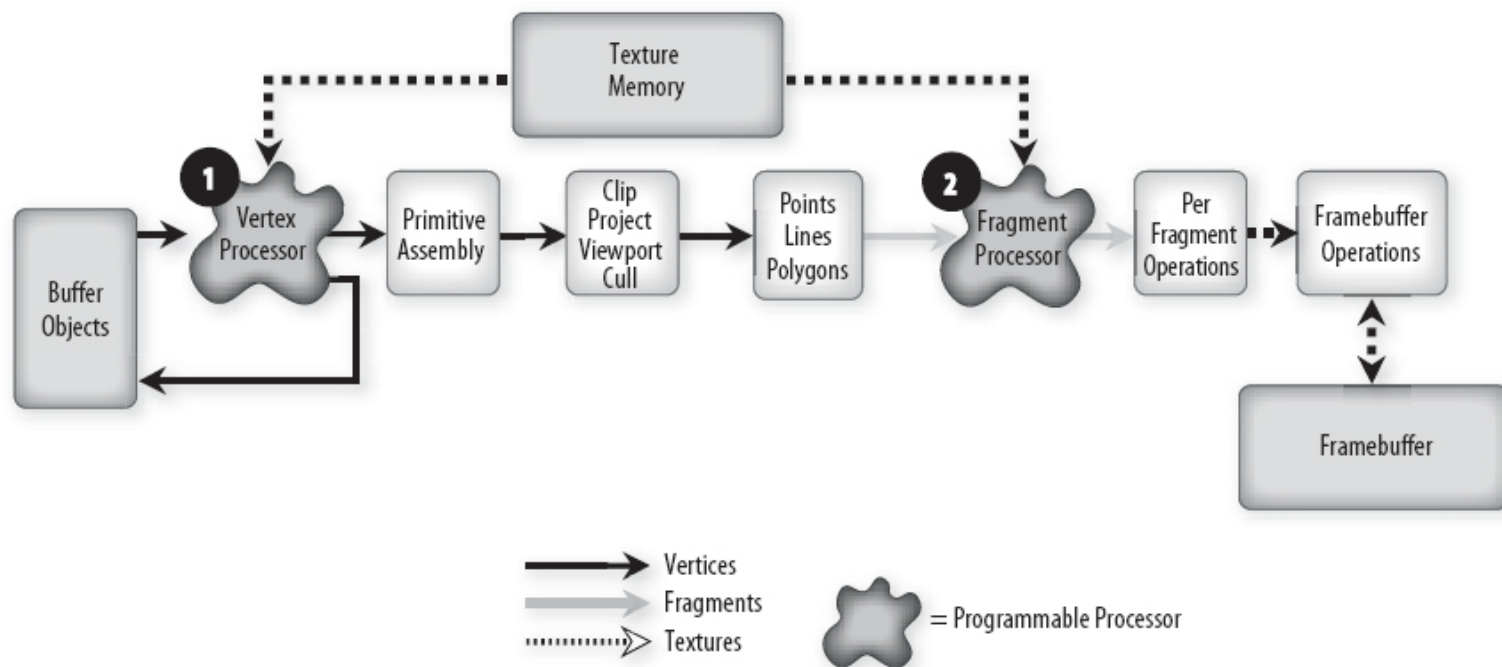 Texture
Memory
1
Vertex
Processor
Primitive
Assembly
Clip
Project
Viewport
Cull
Points
Lines
Polygons
2
Fragment
Processor
Per
Fragment
Operations
Framebuffer
Operations
Buffer
Objects
Framebuffer
Vertices
Fragments
Textures
= Programmable Processor